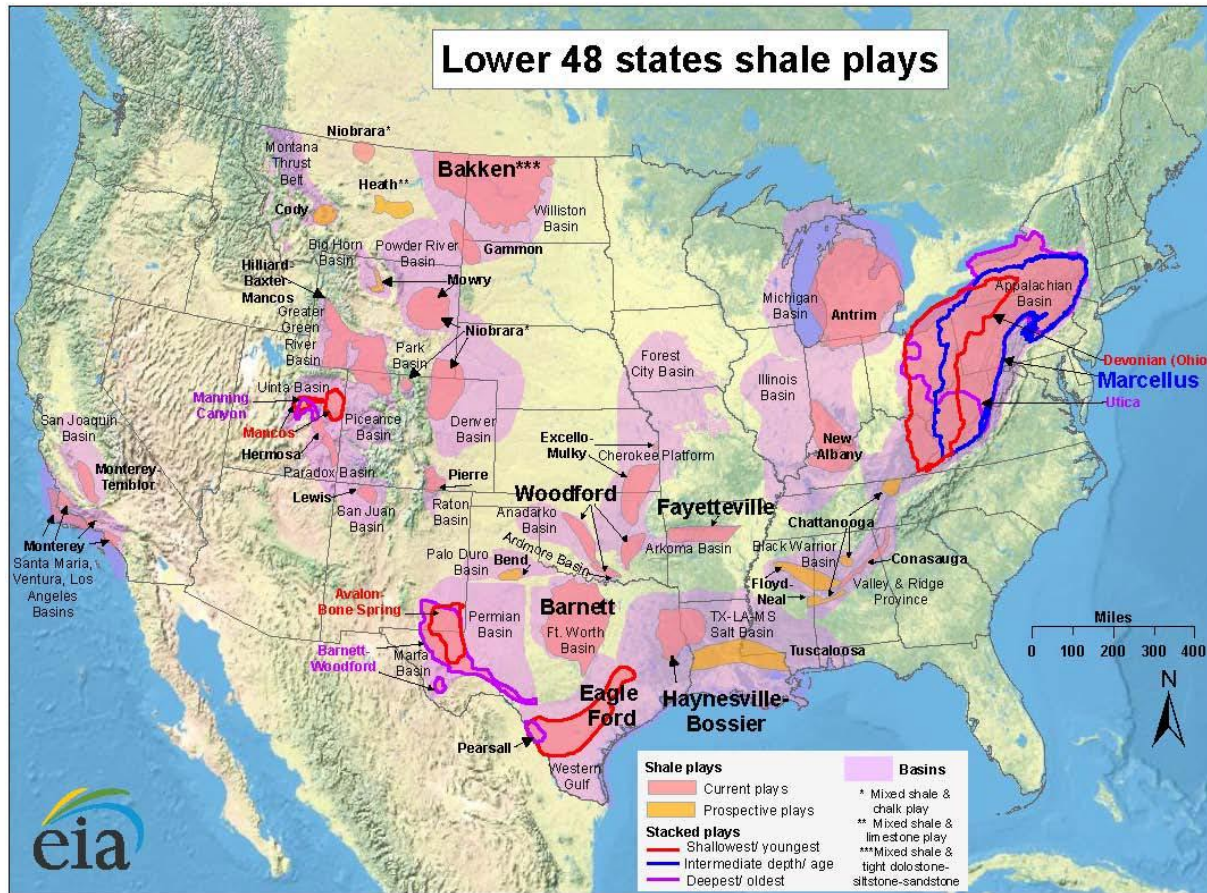 Lower 48 states shale plays
Niobrara*
Montana
Thrust
Belt
Bakken***
Heath**
Cody
Williston
Basin
Big Horn
Basin
Powder River
Basin
Gammon
Hilliard-
Baxter-
Mancos
Mowry
Greater
Green
River
Basin
Niobrara*
Park
Basin
Michigan
Basin
Antrim
Appalachian
Basin
Devonian (Ohio
Marcellus
Utica
Forest
City Basin
Illinois
Basin
Uinta Basin
Manning
Canyon
Mancos
Piceance
Basin
Denver
Basin
Hermosa
Paradox Basin
San Joaquin
Basin
Monterey-
Temblor
Lewis
San Juan
Basin
Pierre
Raton
Basin
Excello-
Mulky
Cherokee Platform
New
Albany
Woodford
Anadarko
Basin
Fayetteville
Arkoma Basin
Chattanooga
Black Warrior
Basin
Conasauga
Monterey
Santa Maria,
Ventura, Los
Angeles
Basins
Palo Duro
Basin
Bend
Ardmore Basin
Floyd-
Neal
Valley & Ridge
Province
Avalon-
Bone Spring
Permian
Basin
Barnett
Ft. Worth
Basin
TX-LA-MS
Salt Basin
Tuscaloosa
Barnett-
Woodford
Marfa
Basin
Eagle
Ford
Haynesville-
Bossier
Pearsall
Western
Gulf
Miles
0 100 200 300 400
N
Shale plays
Current plays
Prospective plays
Stacked plays
Shallowest/ youngest
Intermediate depth/ age
Deepest/ oldest
Basins
* Mixed shale &
chalk play
** Mixed shale &
limestone play
***Mixed shale &
tight dolostone-
siltstone-sandstone
eia